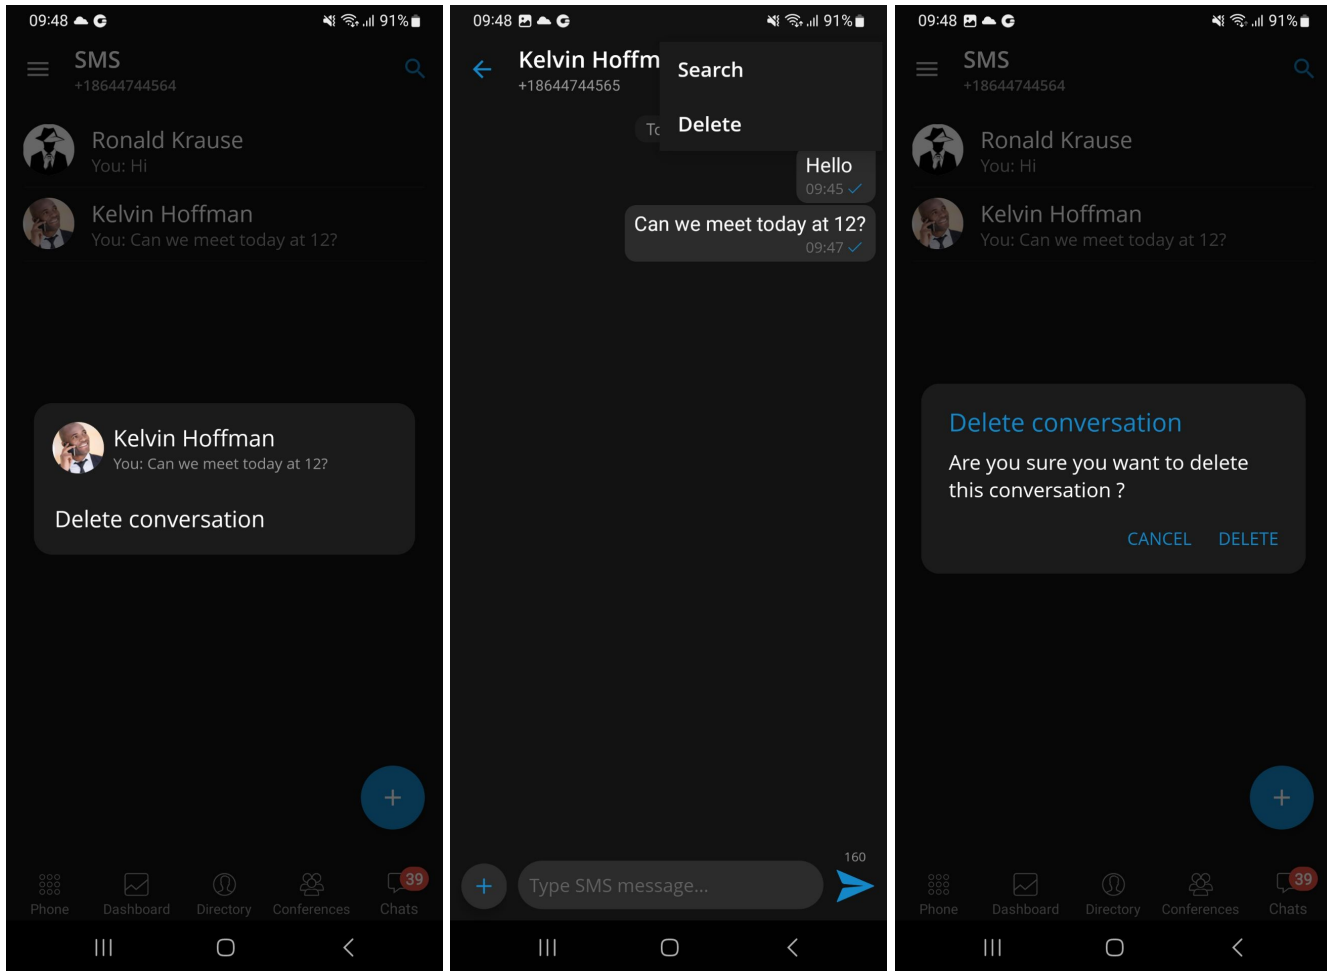 09:48
91%
SMS
+18644744564
Ronald Krause
You: Hi
Kelvin Hoffman
You: Can we meet today at 12?
Kelvin Hoffman
You: Can we meet today at 12?
Delete conversation
+
39
Phone Dashboard Directory Conferences Chats
09:48
91%
Kelvin Hoffm
+18644744565
Search
Delete
Hello
09:45
Can we meet today at 12?
09:47
160
+
Type SMS message...
09:48
91%
SMS
+18644744564
Ronald Krause
You: Hi
Kelvin Hoffman
You: Can we meet today at 12?
Delete conversation
Are you sure you want to delete
this conversation ?
CANCEL DELETE
+
39
Phone Dashboard Directory Conferences Chats